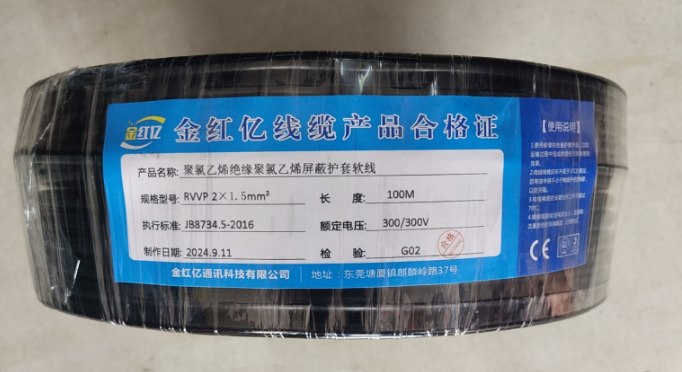 金红亿
金红亿线缆产品合格证
产品名称: 聚氯乙烯绝缘聚氯乙烯屏蔽护套软线
规格型号: RVVP 2×1.5mm² 长 度: 100M
执行标准: JB8734.5-2016 额定电压: 300/300V
制作日期: 2024.9.11 检 验: G02
合格
金红亿通讯科技有限公司 地址: 东莞塘厦镇麒麟岭路37号
【使用说明】
CE